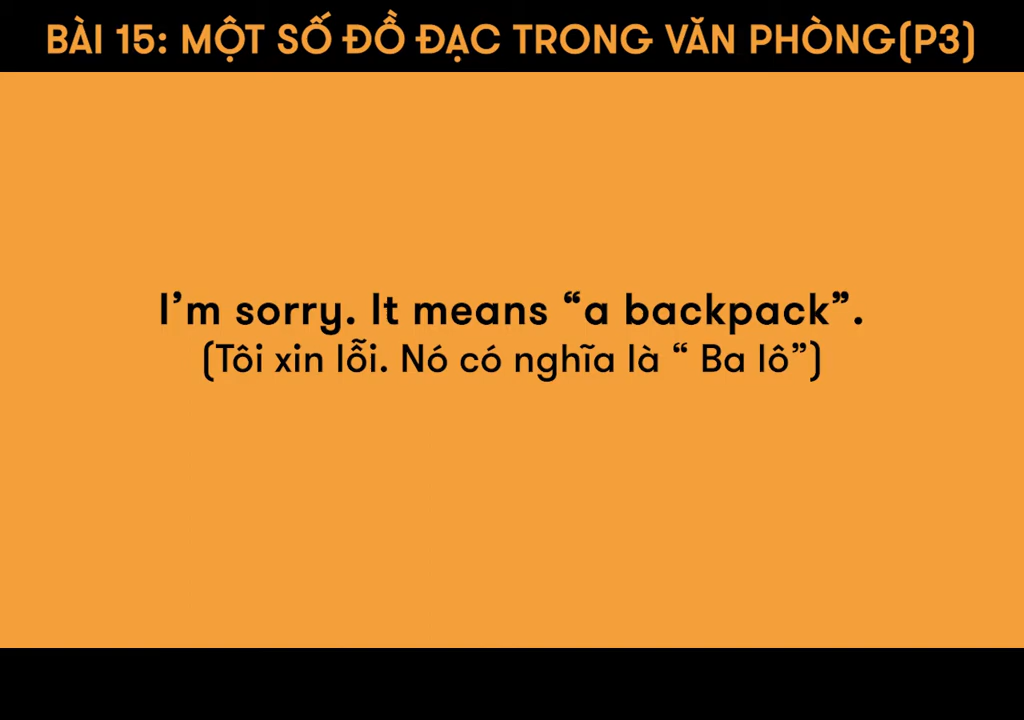 BÀI 15: MỘT SỐ ĐỒ ĐẠC TRONG VĂN PHÒNG(P3)
I’m sorry. It means “a backpack”.
(Tôi xin lỗi. Nó có nghĩa là “ Ba lô”)